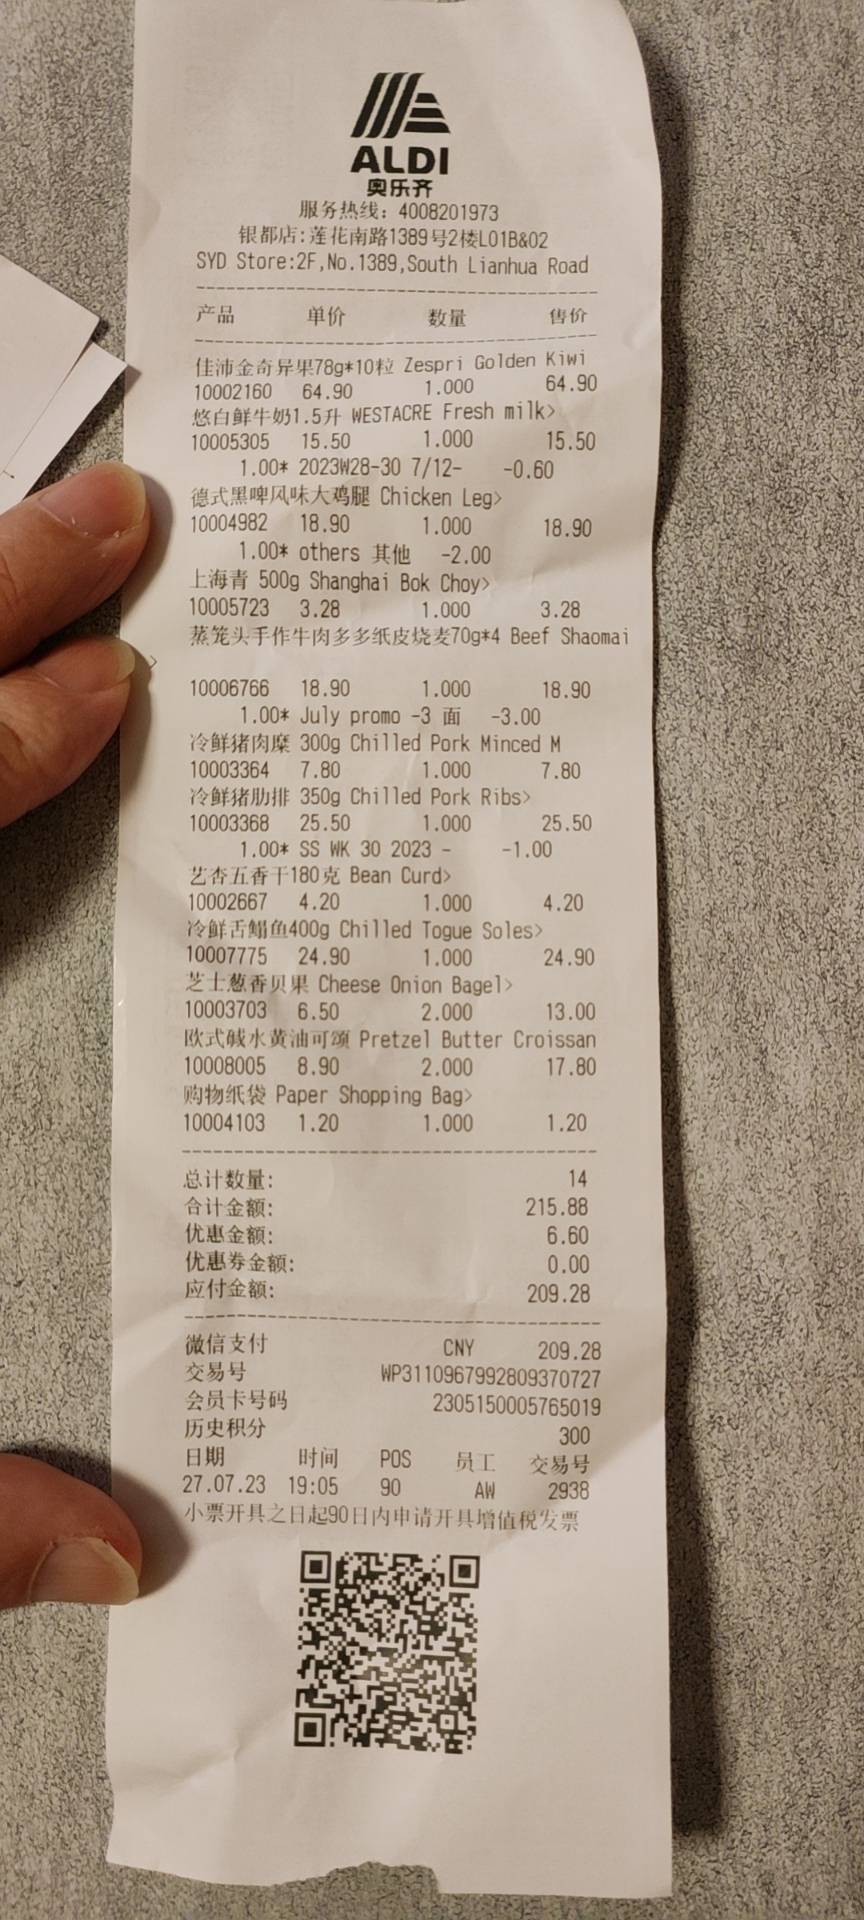 ALDI
奥乐齐
服务热线：4008201973
银都店：莲花南路1389号2楼L01B&02
SYD Store:2F,No.1389,South Lianhua Road
产品 单价 数量 售价
佳沛金奇异果78g*10粒 Zespri Golden Kiwi
10002160 64.90 1.000 64.90
悠白鲜牛奶1.5升 WESTACRE Fresh milk>
10005305 15.50 1.000 15.50
1.00* 2023W28-30 7/12- -0.60
德式黑啤风味大鸡腿 Chicken Leg>
10004982 18.90 1.000 18.90
1.00* others 其他 -2.00
上海青 500g Shanghai Bok Choy>
10005723 3.28 1.000 3.28
蒸笼头手作牛肉多多纸皮烧麦70g*4 Beef Shaomai
>
10006766 18.90 1.000 18.90
1.00* July promo -3 面 -3.00
冷鲜猪肉糜 300g Chilled Pork Minced M
10003364 7.80 1.000 7.80
冷鲜猪肋排 350g Chilled Pork Ribs>
10003368 25.50 1.000 25.50
1.00* SS WK 30 2023 - -1.00
艺杏五香干180克 Bean Curd>
10002667 4.20 1.000 4.20
冷鲜舌鳎鱼400g Chilled Togue Soles>
10007775 24.90 1.000 24.90
芝士葱香贝果 Cheese Onion Bagel>
10003703 6.50 2.000 13.00
欧式碱水黄油可颂 Pretzel Butter Croissan
10008005 8.90 2.000 17.80
购物纸袋 Paper Shopping Bag>
10004103 1.20 1.000 1.20
总计数量： 14
合计金额： 215.88
优惠金额： 6.60
优惠券金额： 0.00
应付金额： 209.28
微信支付 CNY 209.28
交易号 WP3110967992809370727
会员卡号码 2305150005765019
历史积分 300
日期 时间 POS 员工 交易号
27.07.23 19:05 90 AW 2938
小票开具之日起90日内申请开具增值税发票